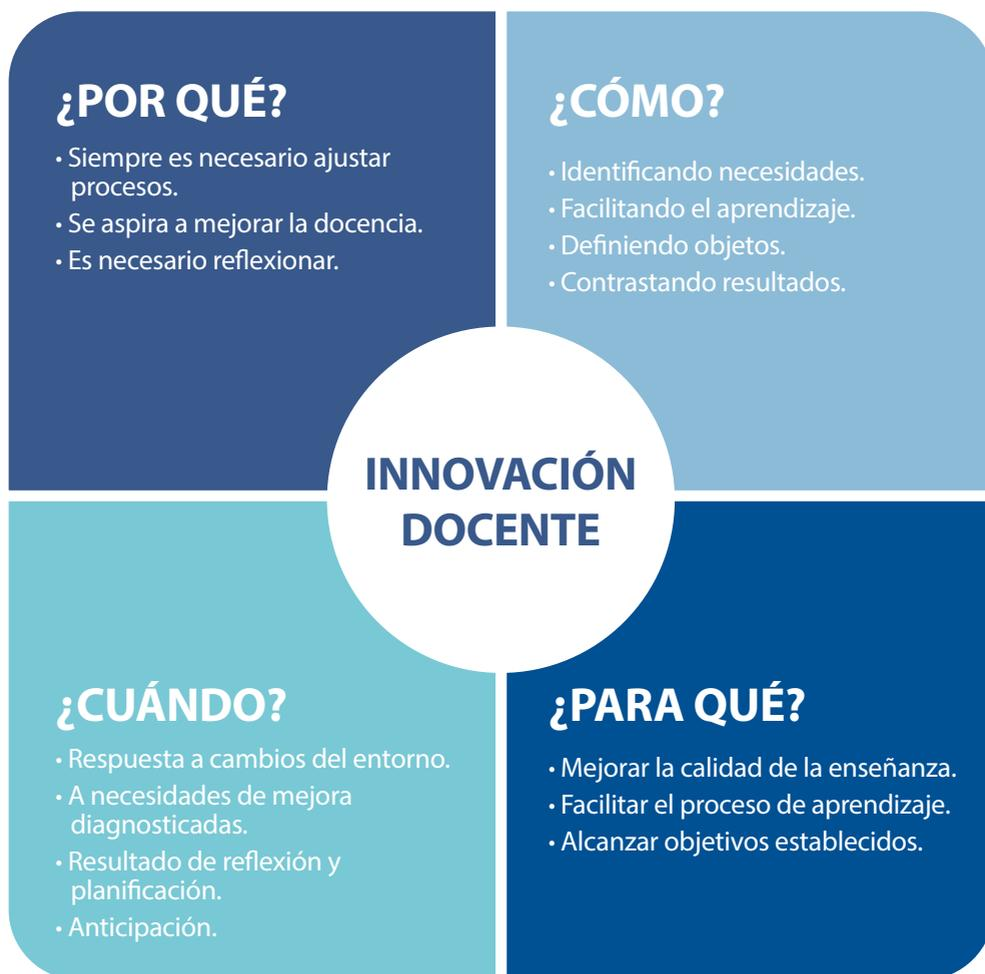 ¿POR QUÉ?
• Siempre es necesario ajustar
procesos.
• Se aspira a mejorar la docencia.
• Es necesario reflexionar.
¿CÓMO?
• Identificando necesidades.
• Facilitando el aprendizaje.
• Definiendo objetos.
• Contrastando resultados.
INNOVACIÓN
DOCENTE
¿CUÁNDO?
• Respuesta a cambios del entorno.
• A necesidades de mejora
diagnosticadas.
• Resultado de reflexión y
planificación.
• Anticipación.
¿PARA QUÉ?
• Mejorar la calidad de la enseñanza.
• Facilitar el proceso de aprendizaje.
• Alcanzar objetivos establecidos.